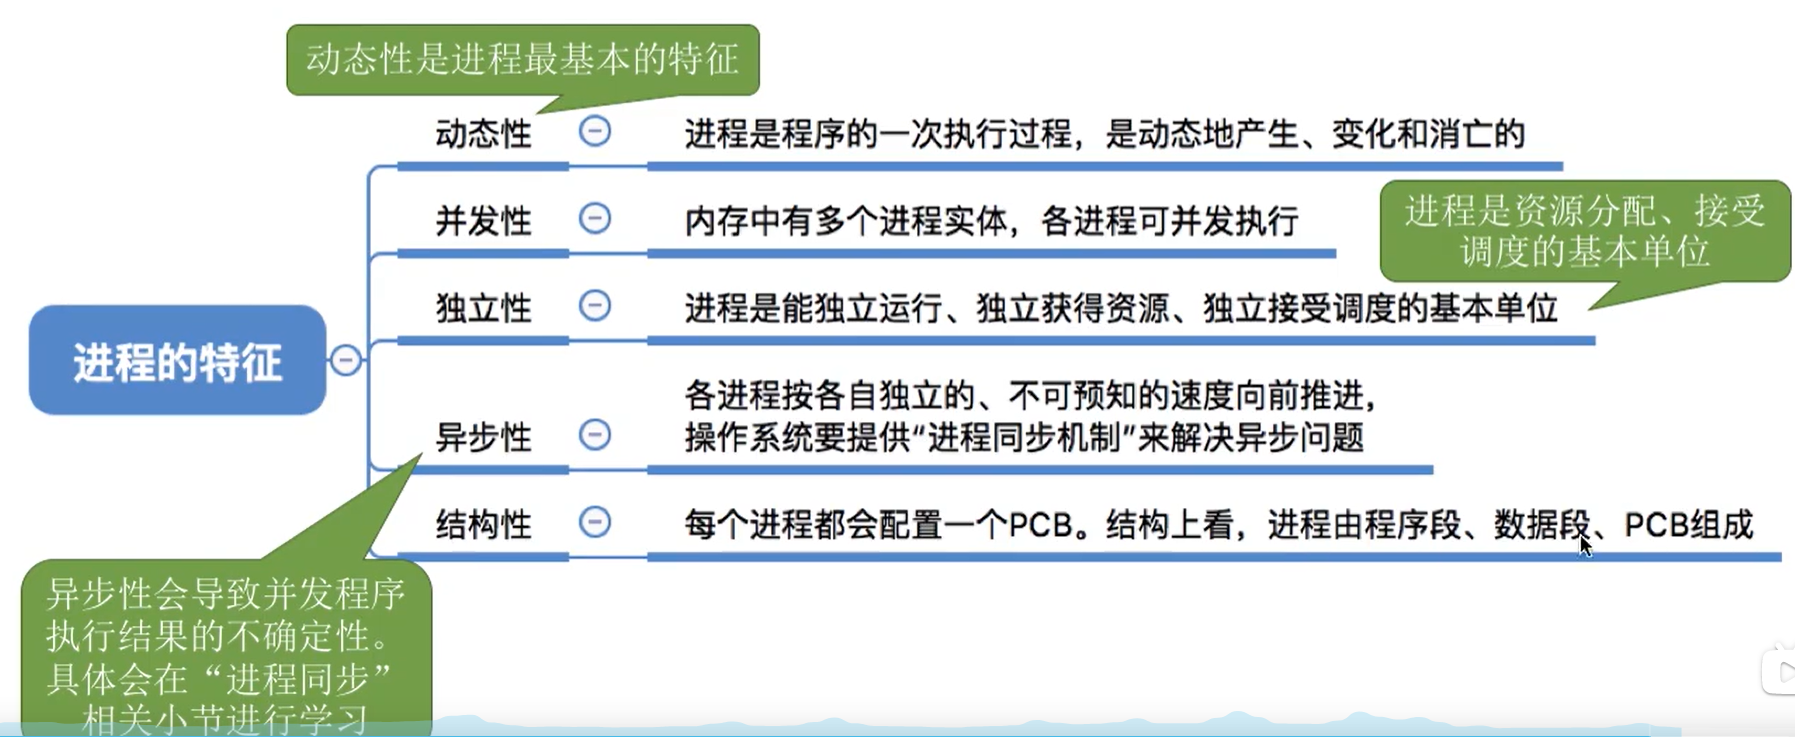 动态性是进程最基本的特征
动态性
进程是程序的一次执行过程，是动态地产生、变化和消亡的
并发性
内存中有多个进程实体，各进程可并发执行
进程是资源分配、接受
调度的基本单位
独立性
进程是能独立运行、独立获得资源、独立接受调度的基本单位
进程的特征
异步性
各进程按各自独立的、不可预知的速度向前推进，
操作系统要提供“进程同步机制”来解决异步问题
结构性
每个进程都会配置一个PCB。结构上看，进程由程序段、数据段、PCB组成
异步性会导致并发程序
执行结果的不确定性。
具体会在“进程同步”
相关小节进行学习